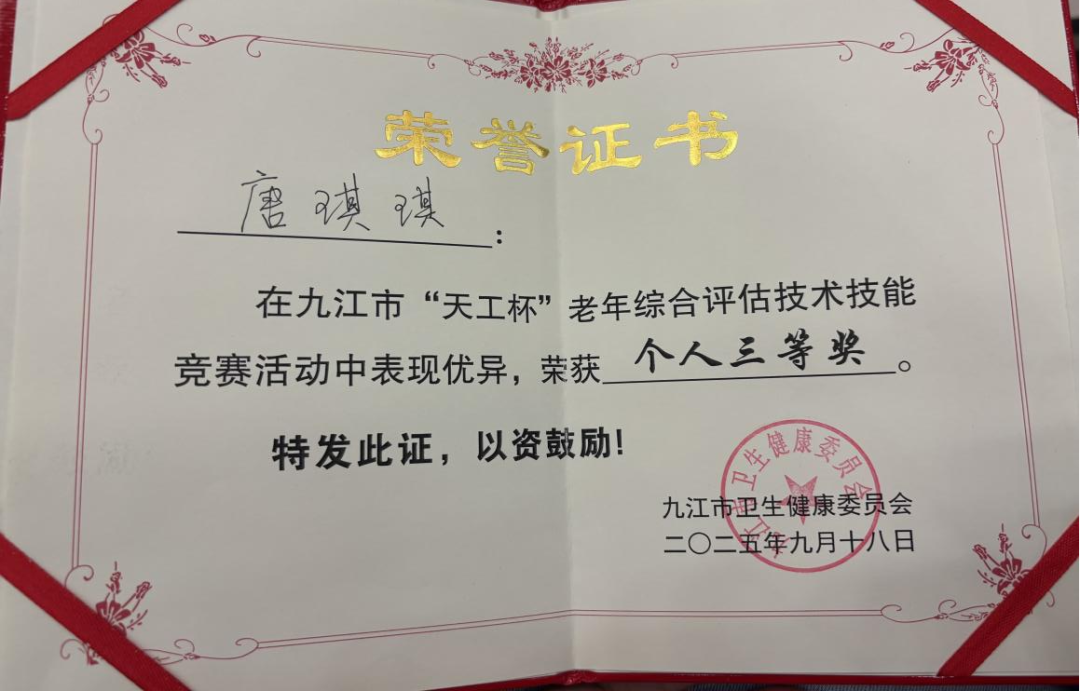 荣誉证书
唐琪琪：
在九江市“天工杯”老年综合评估技术技能
竞赛活动中表现优异，荣获 个人三等奖。
特发此证，以资鼓励！
九江市卫生健康委员会
九江市卫生健康委员会
二〇二五年九月十八日